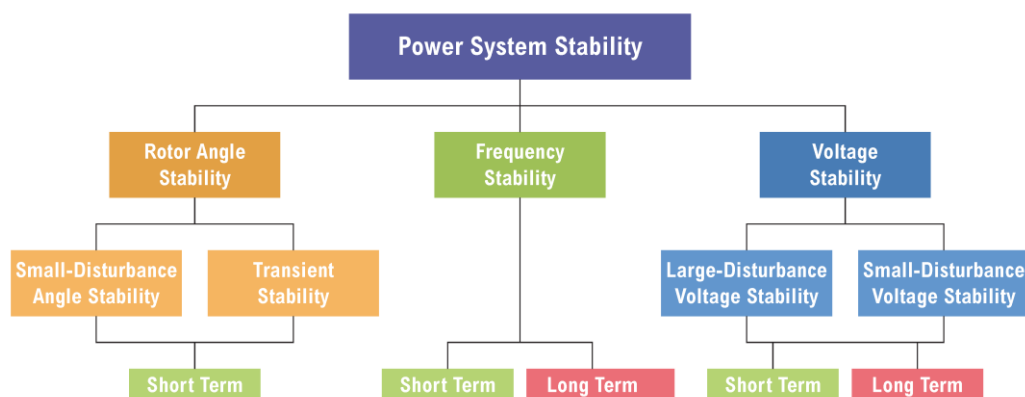 Power System Stability
Rotor Angle
Stability
Frequency
Stability
Voltage
Stability
Small-Disturbance
Angle Stability
Transient
Stability
Large-Disturbance
Voltage Stability
Small-Disturbance
Voltage Stability
Short Term
Short Term
Long Term
Short Term
Long Term